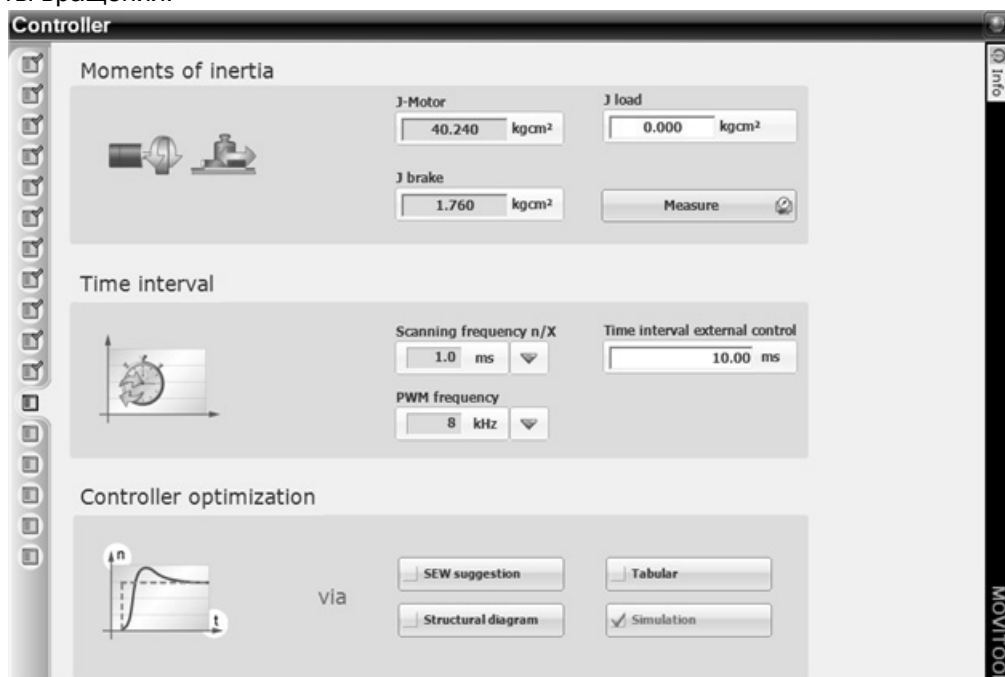 ты вращения.
Controller
Info
Moments of inertia
J-Motor
J load
40.240 kgcm²
0.000 kgcm²
J brake
1.760 kgcm²
Measure
Time interval
Scanning frequency n/X
Time interval external control
1.0 ms
10.00 ms
PWM frequency
8 kHz
Controller optimization
n
t
via
SEW suggestion
Tabular
Structural diagram
Simulation